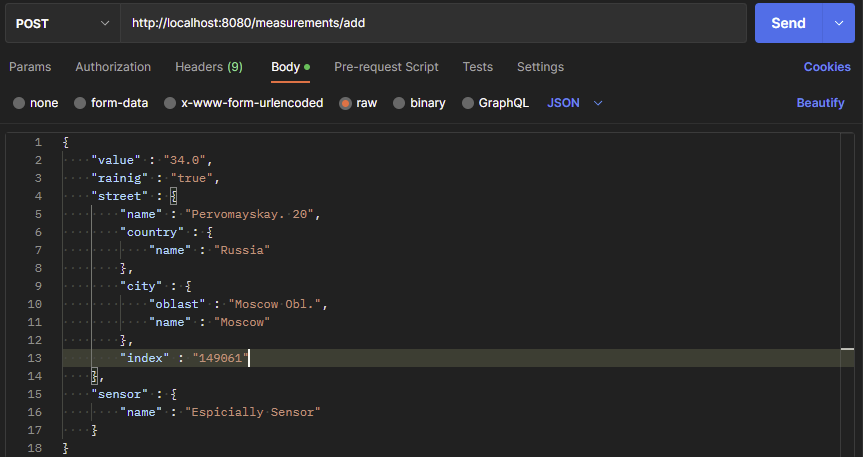 POST http://localhost:8080/measurements/add Send
Params Authorization Headers (9) Body Pre-request Script Tests Settings Cookies
none form-data x-www-form-urlencoded raw binary GraphQL JSON Beautify
1 {
2 "value" : "34.0",
3 "rainig" : "true",
4 "street" : {
5 "name" : "Pervomayskay. 20",
6 "country" : {
7 "name" : "Russia"
8 },
9 "city" : {
10 "oblast" : "Moscow Obl.",
11 "name" : "Moscow"
12 },
13 "index" : "149061"
14 },
15 "sensor" : {
16 "name" : "Espicially Sensor"
17 }
18 }